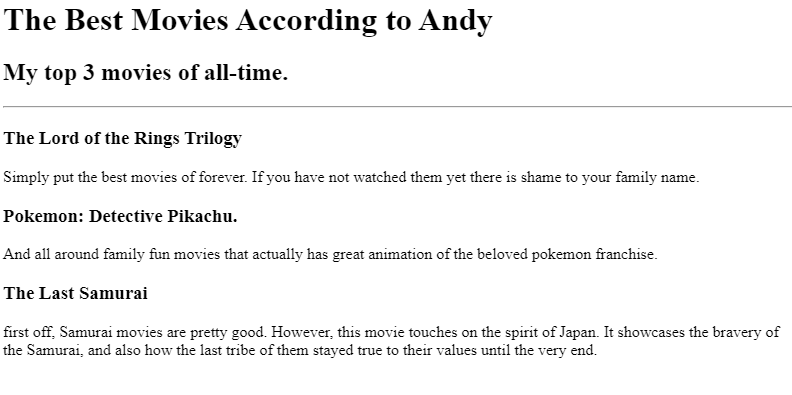 The Best Movies According to Andy
My top 3 movies of all-time.
The Lord of the Rings Trilogy
Simply put the best movies of forever. If you have not watched them yet there is shame to your family name.
Pokemon: Detective Pikachu.
And all around family fun movies that actually has great animation of the beloved pokemon franchise.
The Last Samurai
first off, Samurai movies are pretty good. However, this movie touches on the spirit of Japan. It showcases the bravery of
the Samurai, and also how the last tribe of them stayed true to their values until the very end.